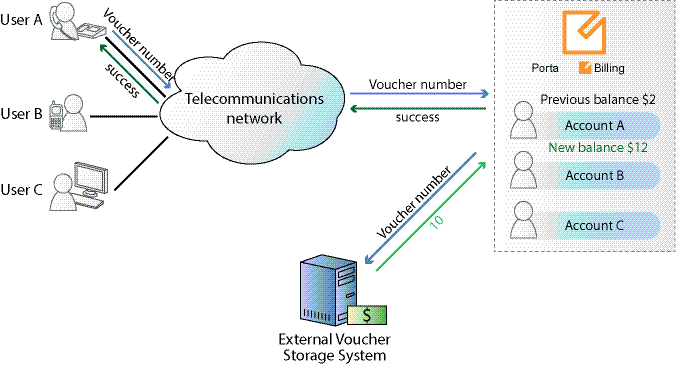 User A
Voucher number
success
User B
User C
Telecommunications
network
Voucher number
success
Porta Billing
Previous balance $2
Account A
New balance $12
Account B
Account C
Voucher number
10
$
External Voucher
Storage System